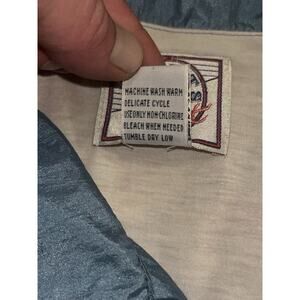 MACHINE WASH WARM
DELICATE CYCLE
USE ONLY NON-CHLORINE
BLEACH WHEN NEEDED
TUMBLE DRY LOW